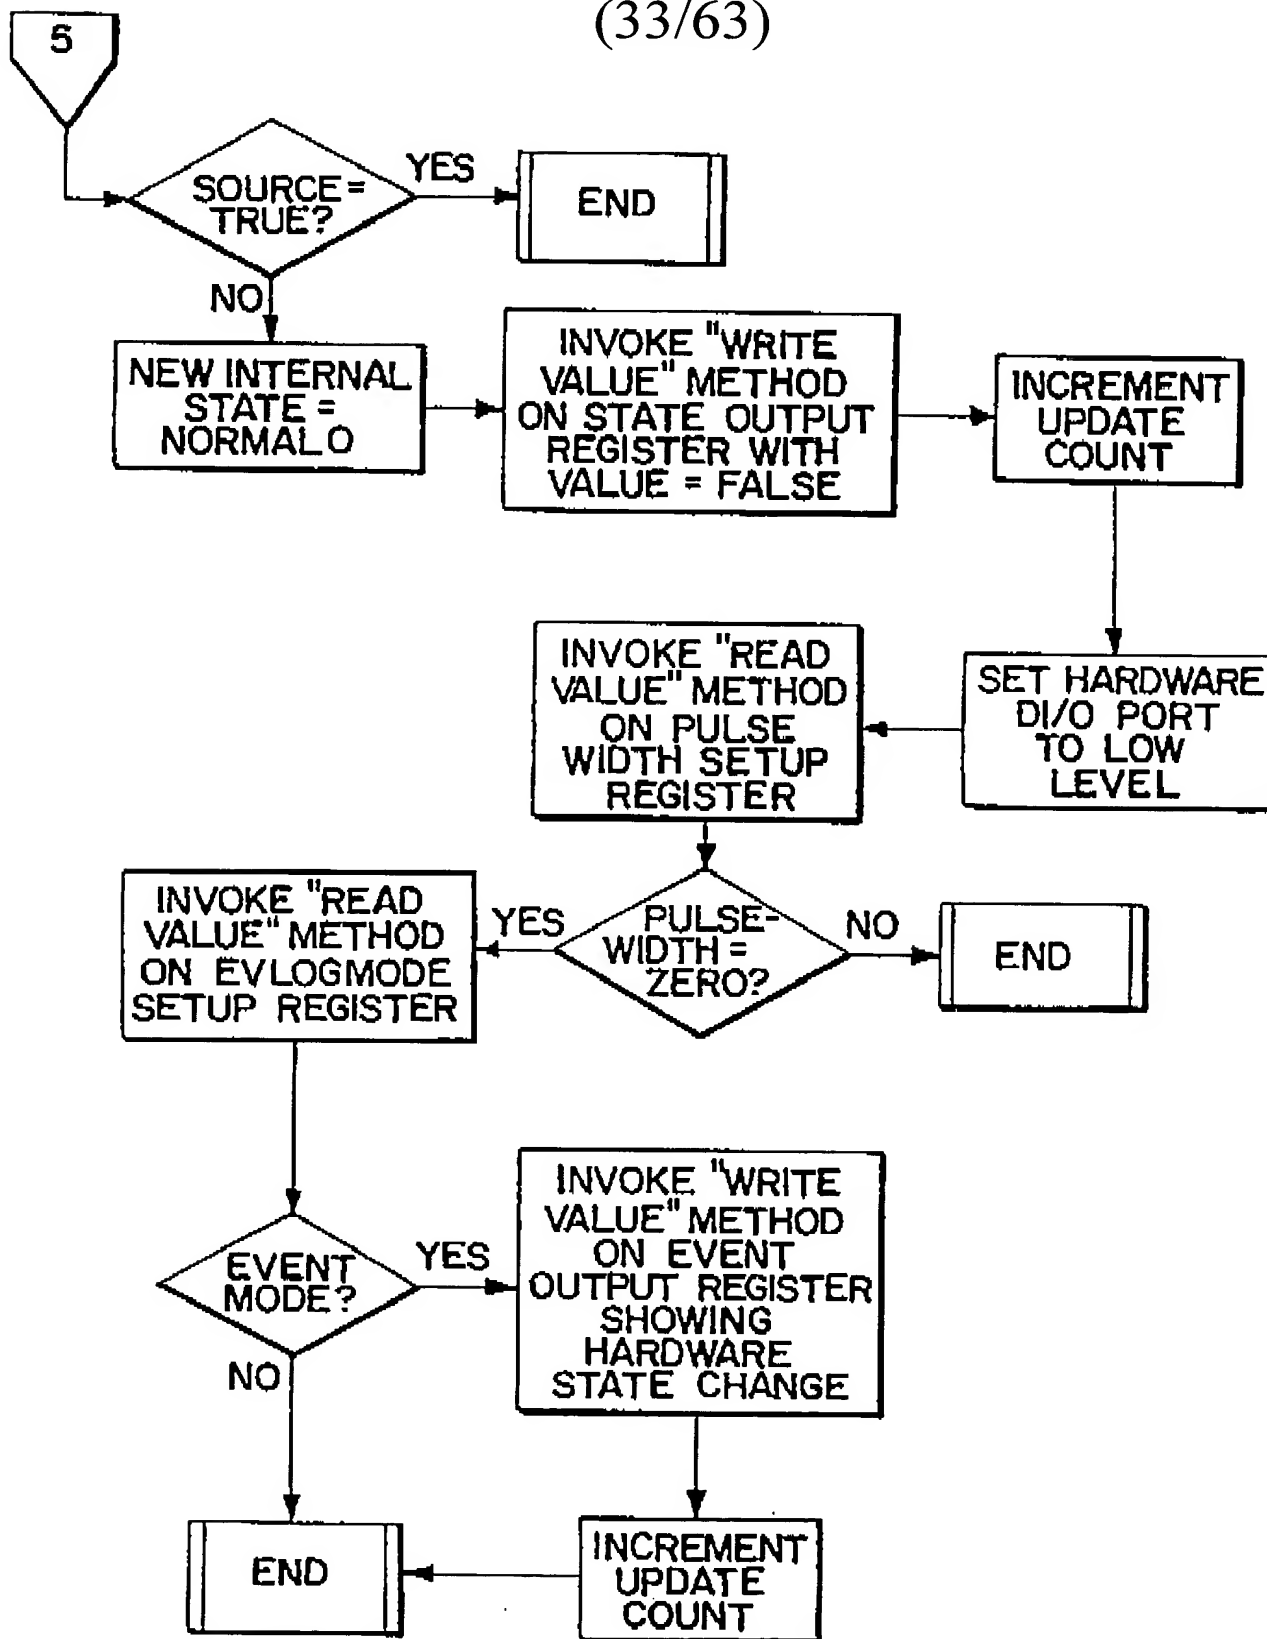 (33/63)
5
SOURCE=
TRUE?
YES
END
NO
NEW INTERNAL
STATE =
NORMALO
INVOKE "WRITE
VALUE" METHOD
ON STATE OUTPUT
REGISTER WITH
VALUE = FALSE
INCREMENT
UPDATE
COUNT
SET HARDWARE
DI/O PORT
TO LOW
LEVEL
INVOKE "READ
VALUE" METHOD
ON PULSE
WIDTH SETUP
REGISTER
PULSE-
WIDTH =
ZERO?
NO
END
YES
INVOKE "READ
VALUE" METHOD
ON EVLOGMODE
SETUP REGISTER
EVENT
MODE?
YES
INVOKE "WRITE
VALUE" METHOD
ON EVENT
OUTPUT REGISTER
SHOWING
HARDWARE
STATE CHANGE
NO
END
INCREMENT
UPDATE
COUNT